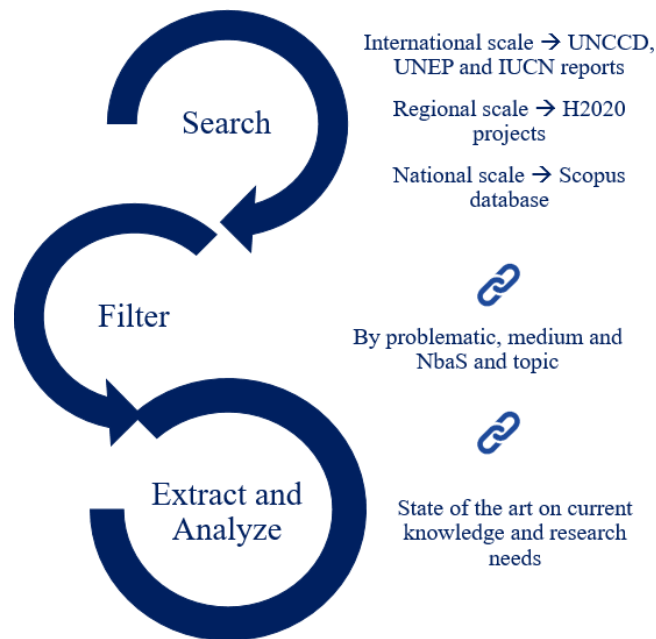 International scale → UNCCD,
UNEP and IUCN reports
Search
Regional scale → H2020
projects
National scale → Scopus
database
Filter
By problematic, medium and
NbaS and topic
Extract and
Analyze
State of the art on current
knowledge and research
needs